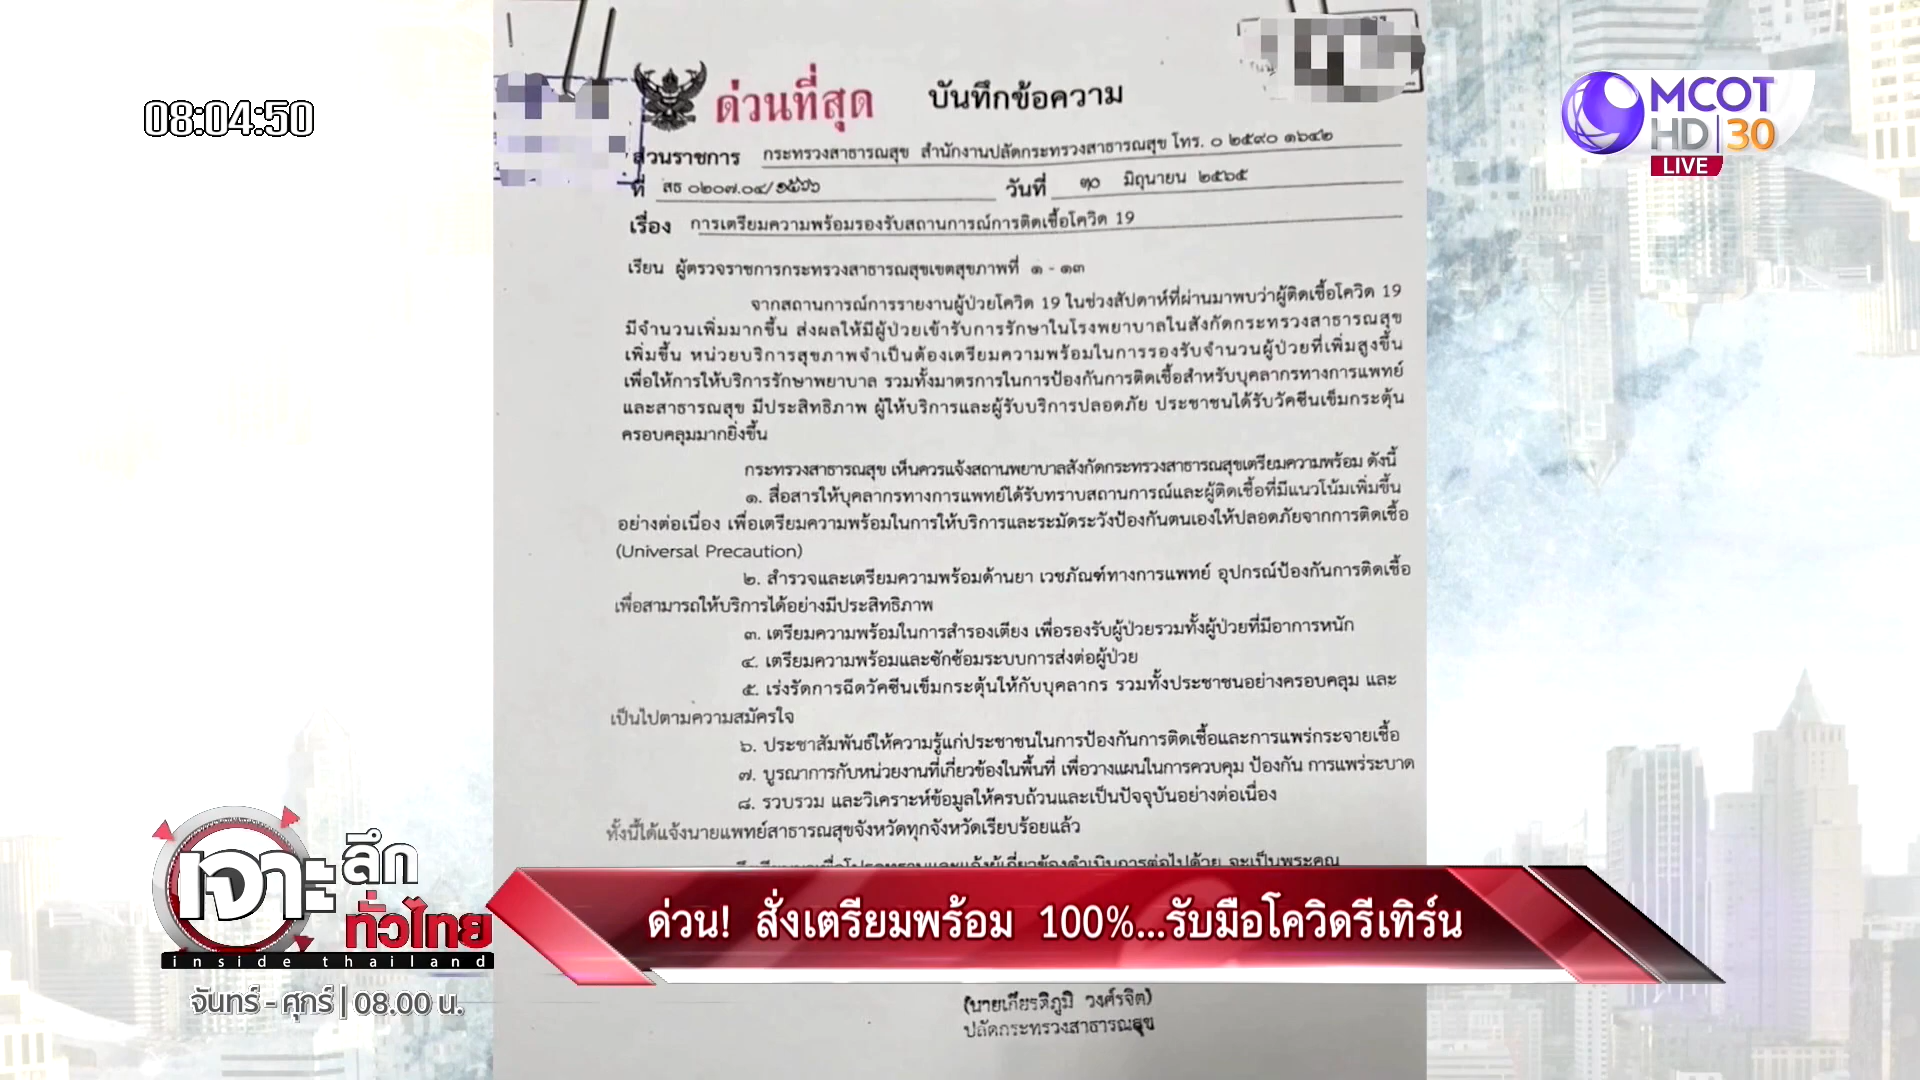 08:04:50
MCOT
HD 30
LIVE
ด่วนที่สุด บันทึกข้อความ
ส่วนราชการ กระทรวงสาธารณสุข สำนักงานปลัดกระทรวงสาธารณสุข โทร. ๐ ๒๕๙๐ ๑๖๔๒
ที่ สธ ๐๒๐๗.๐๔/ วันที่ ๓๐ มิถุนายน ๒๕๖๕
เรื่อง การเตรียมความพร้อมรองรับสถานการณ์การติดเชื้อโควิด 19
เรียน ผู้ตรวจราชการกระทรวงสาธารณสุขเขตสุขภาพที่ ๑ - ๑๓
จากสถานการณ์การรายงานผู้ป่วยโควิด 19 ในช่วงสัปดาห์ที่ผ่านมาพบว่าผู้ติดเชื้อโควิด 19
มีจำนวนเพิ่มมากขึ้น ส่งผลให้มีผู้ป่วยเข้ารับการรักษาในโรงพยาบาลในสังกัดกระทรวงสาธารณสุข
เพิ่มขึ้น หน่วยบริการสุขภาพจำเป็นต้องเตรียมความพร้อมในการรองรับจำนวนผู้ป่วยที่เพิ่มสูงขึ้น
เพื่อให้การให้บริการรักษาพยาบาล รวมทั้งมาตรการในการป้องกันการติดเชื้อสำหรับบุคลากรทางการแพทย์
และสาธารณสุข มีประสิทธิภาพ ผู้ให้บริการและผู้รับบริการปลอดภัย ประชาชนได้รับวัคซีนเข็มกระตุ้น
ครอบคลุมมากยิ่งขึ้น
กระทรวงสาธารณสุข เห็นควรแจ้งสถานพยาบาลสังกัดกระทรวงสาธารณสุขเตรียมความพร้อม ดังนี้
๑. สื่อสารให้บุคลากรทางการแพทย์ได้รับทราบสถานการณ์และผู้ติดเชื้อที่มีแนวโน้มเพิ่มขึ้น
อย่างต่อเนื่อง เพื่อเตรียมความพร้อมในการให้บริการและระมัดระวังป้องกันตนเองให้ปลอดภัยจากการติดเชื้อ
(Universal Precaution)
๒. สำรวจและเตรียมความพร้อมด้านยา เวชภัณฑ์ทางการแพทย์ อุปกรณ์ป้องกันการติดเชื้อ
เพื่อสามารถให้บริการได้อย่างมีประสิทธิภาพ
๓. เตรียมความพร้อมในการสำรองเตียง เพื่อรองรับผู้ป่วยรวมทั้งผู้ป่วยที่มีอาการหนัก
๔. เตรียมความพร้อมและซักซ้อมระบบการส่งต่อผู้ป่วย
๕. เร่งรัดการฉีดวัคซีนเข็มกระตุ้นให้กับบุคลากร รวมทั้งประชาชนอย่างครอบคลุม และ
เป็นไปตามความสมัครใจ
๖. ประชาสัมพันธ์ให้ความรู้แก่ประชาชนในการป้องกันการติดเชื้อและการแพร่กระจายเชื้อ
๗. บูรณาการกับหน่วยงานที่เกี่ยวข้องในพื้นที่ เพื่อวางแผนในการควบคุม ป้องกัน การแพร่ระบาด
๘. รวบรวม และวิเคราะห์ข้อมูลให้ครบถ้วนและเป็นปัจจุบันอย่างต่อเนื่อง
ทั้งนี้ได้แจ้งนายแพทย์สาธารณสุขจังหวัดทุกจังหวัดเรียบร้อยแล้ว
จะเป็นพระคุณ
เจาะลึก
ทั่วไทย
inside thailand
จันทร์ - ศุกร์ | 08.00 น.
ด่วน! สั่งเตรียมพร้อม 100%...รับมือโควิดรีเทิร์น
(นายเกียรติภูมิ วงศ์รจิต)
ปลัดกระทรวงสาธารณสุข